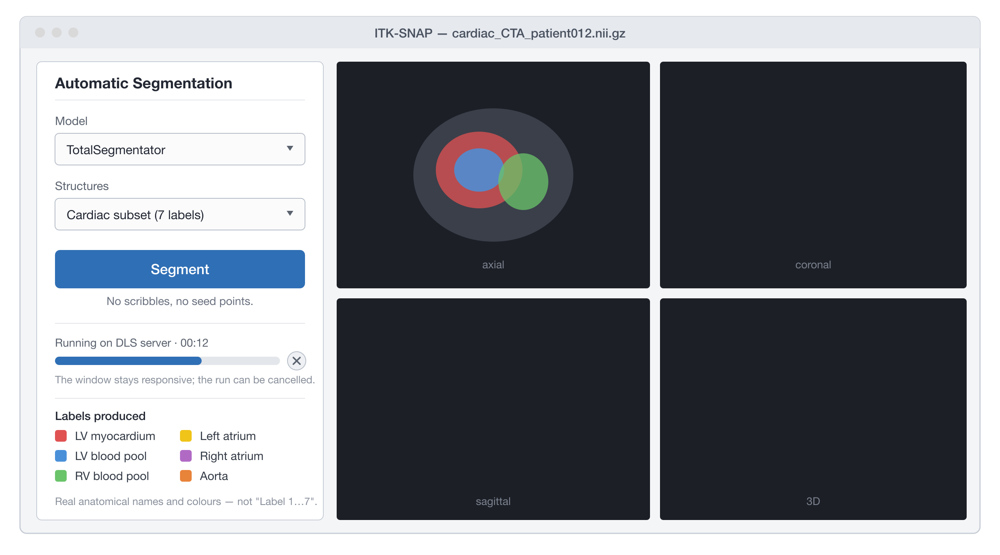 ITK-SNAP — cardiac_CTA_patient012.nii.gz
Automatic Segmentation
Model
TotalSegmentator
Structures
Cardiac subset (7 labels)
Segment
No scribbles, no seed points.
Running on DLS server · 00:12
The window stays responsive; the run can be cancelled.
Labels produced
LV myocardium
Left atrium
LV blood pool
Right atrium
RV blood pool
Aorta
Real anatomical names and colours — not "Label 1…7".
axial
coronal
sagittal
3D